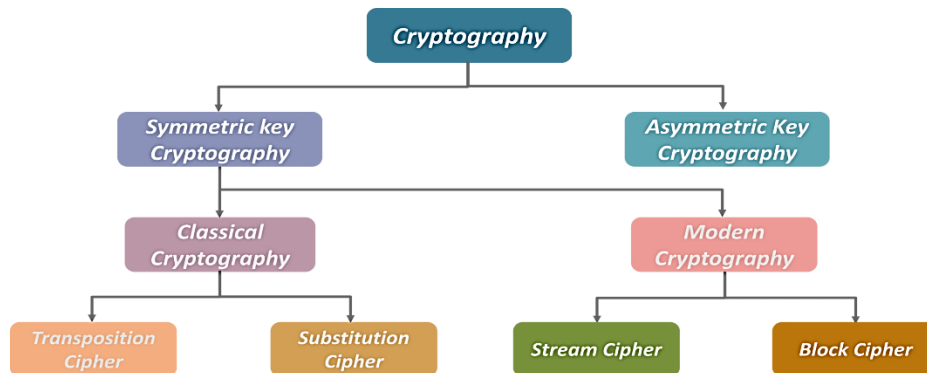 Cryptography
Symmetric key
Cryptography
Asymmetric Key
Cryptography
Classical
Cryptography
Modern
Cryptography
Transposition
Cipher
Substitution
Cipher
Stream Cipher
Block Cipher